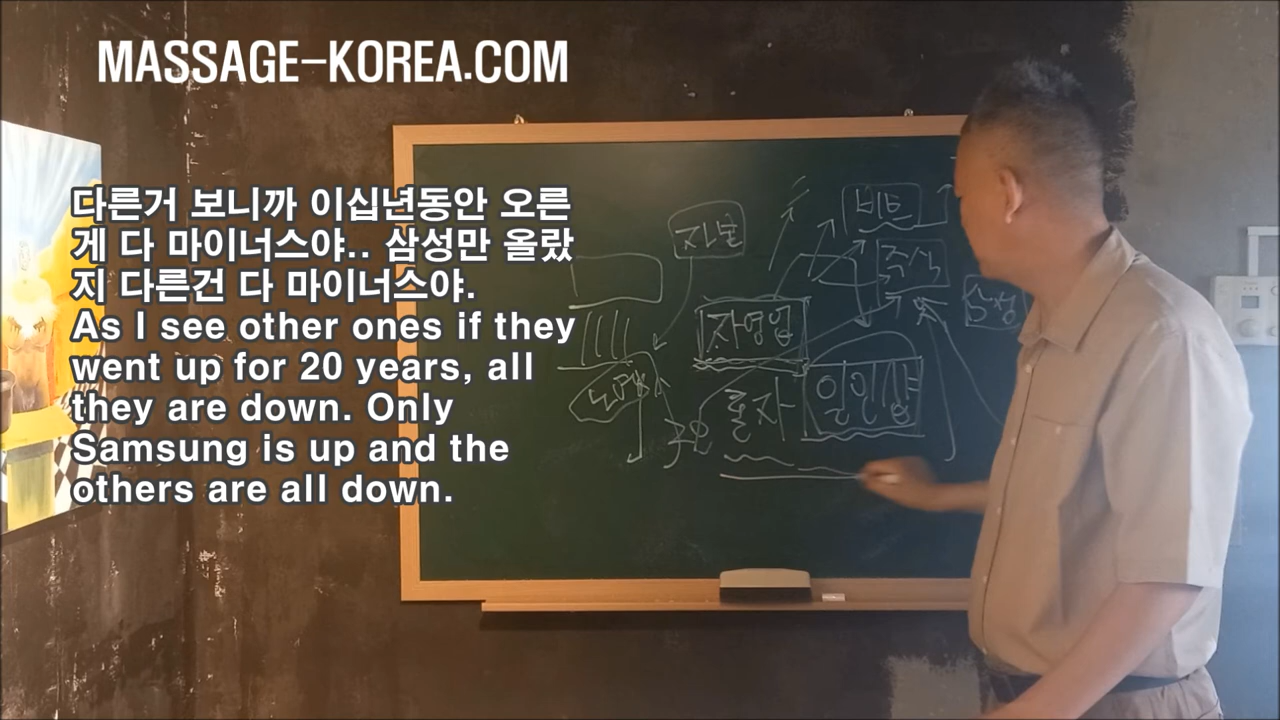 MASSAGE-KOREA.COM
다른거 보니까 이십년동안 오른
게 다 마이너스야.. 삼성만 올랐
지 다른건 다 마이너스야.
As I see other ones if they
went up for 20 years, all
they are down. Only
Samsung is up and the
others are all down.
자본
비트
주식
삼성
자영업
혼자
일인샵